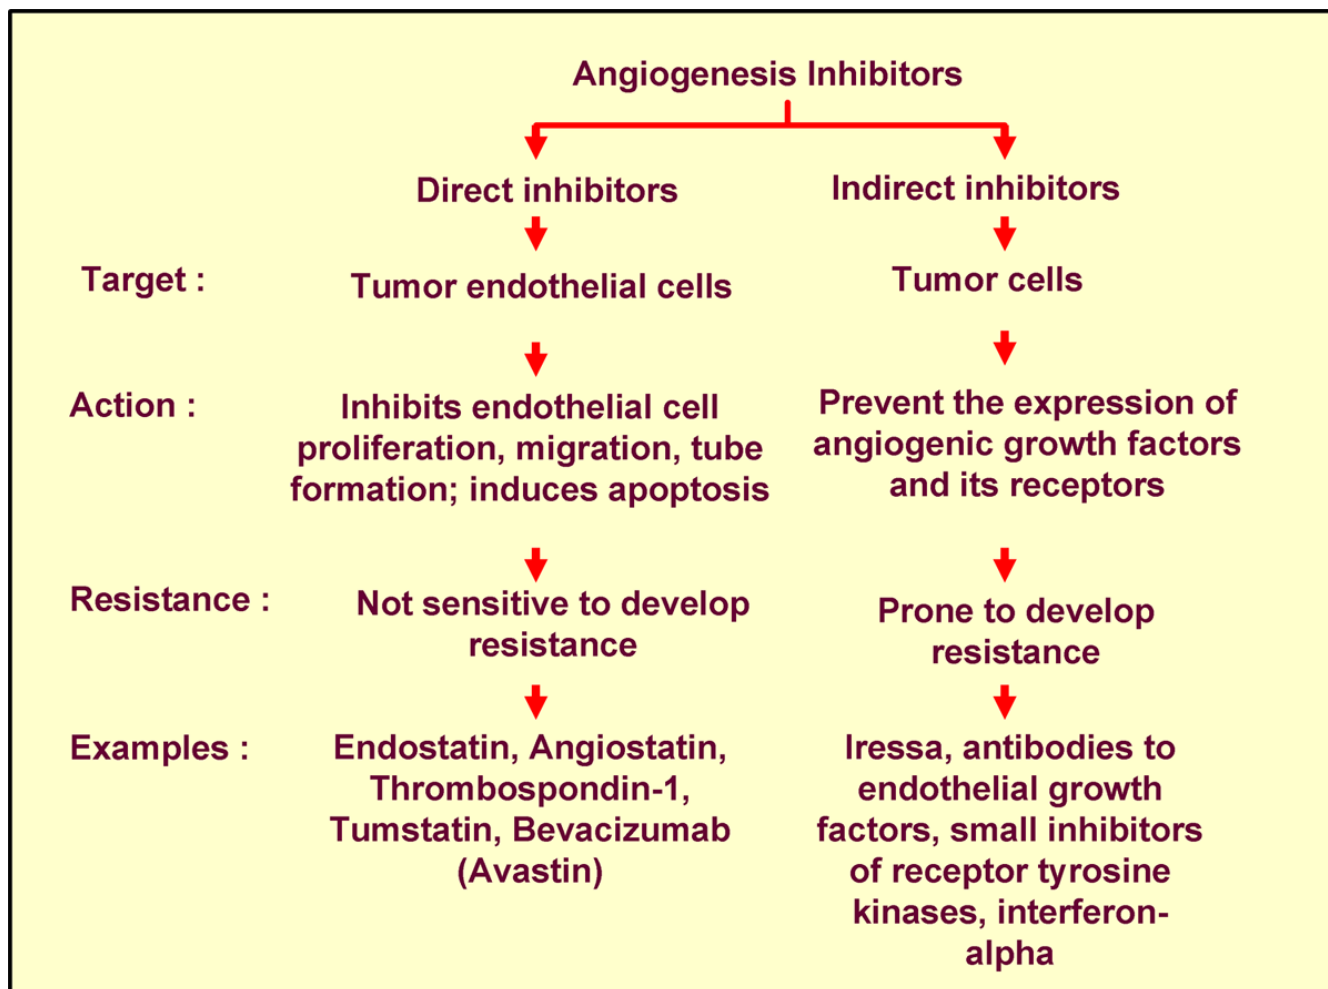 Angiogenesis Inhibitors
Direct inhibitors
Indirect inhibitors
Target :
Tumor endothelial cells
Tumor cells
Action :
Inhibits endothelial cell
proliferation, migration, tube
formation; induces apoptosis
Prevent the expression of
angiogenic growth factors
and its receptors
Resistance :
Not sensitive to develop
resistance
Prone to develop
resistance
Examples :
Endostatin, Angiostatin,
Thrombospondin-1,
Tumstatin, Bevacizumab
(Avastin)
Iressa, antibodies to
endothelial growth
factors, small inhibitors
of receptor tyrosine
kinases, interferon-
alpha